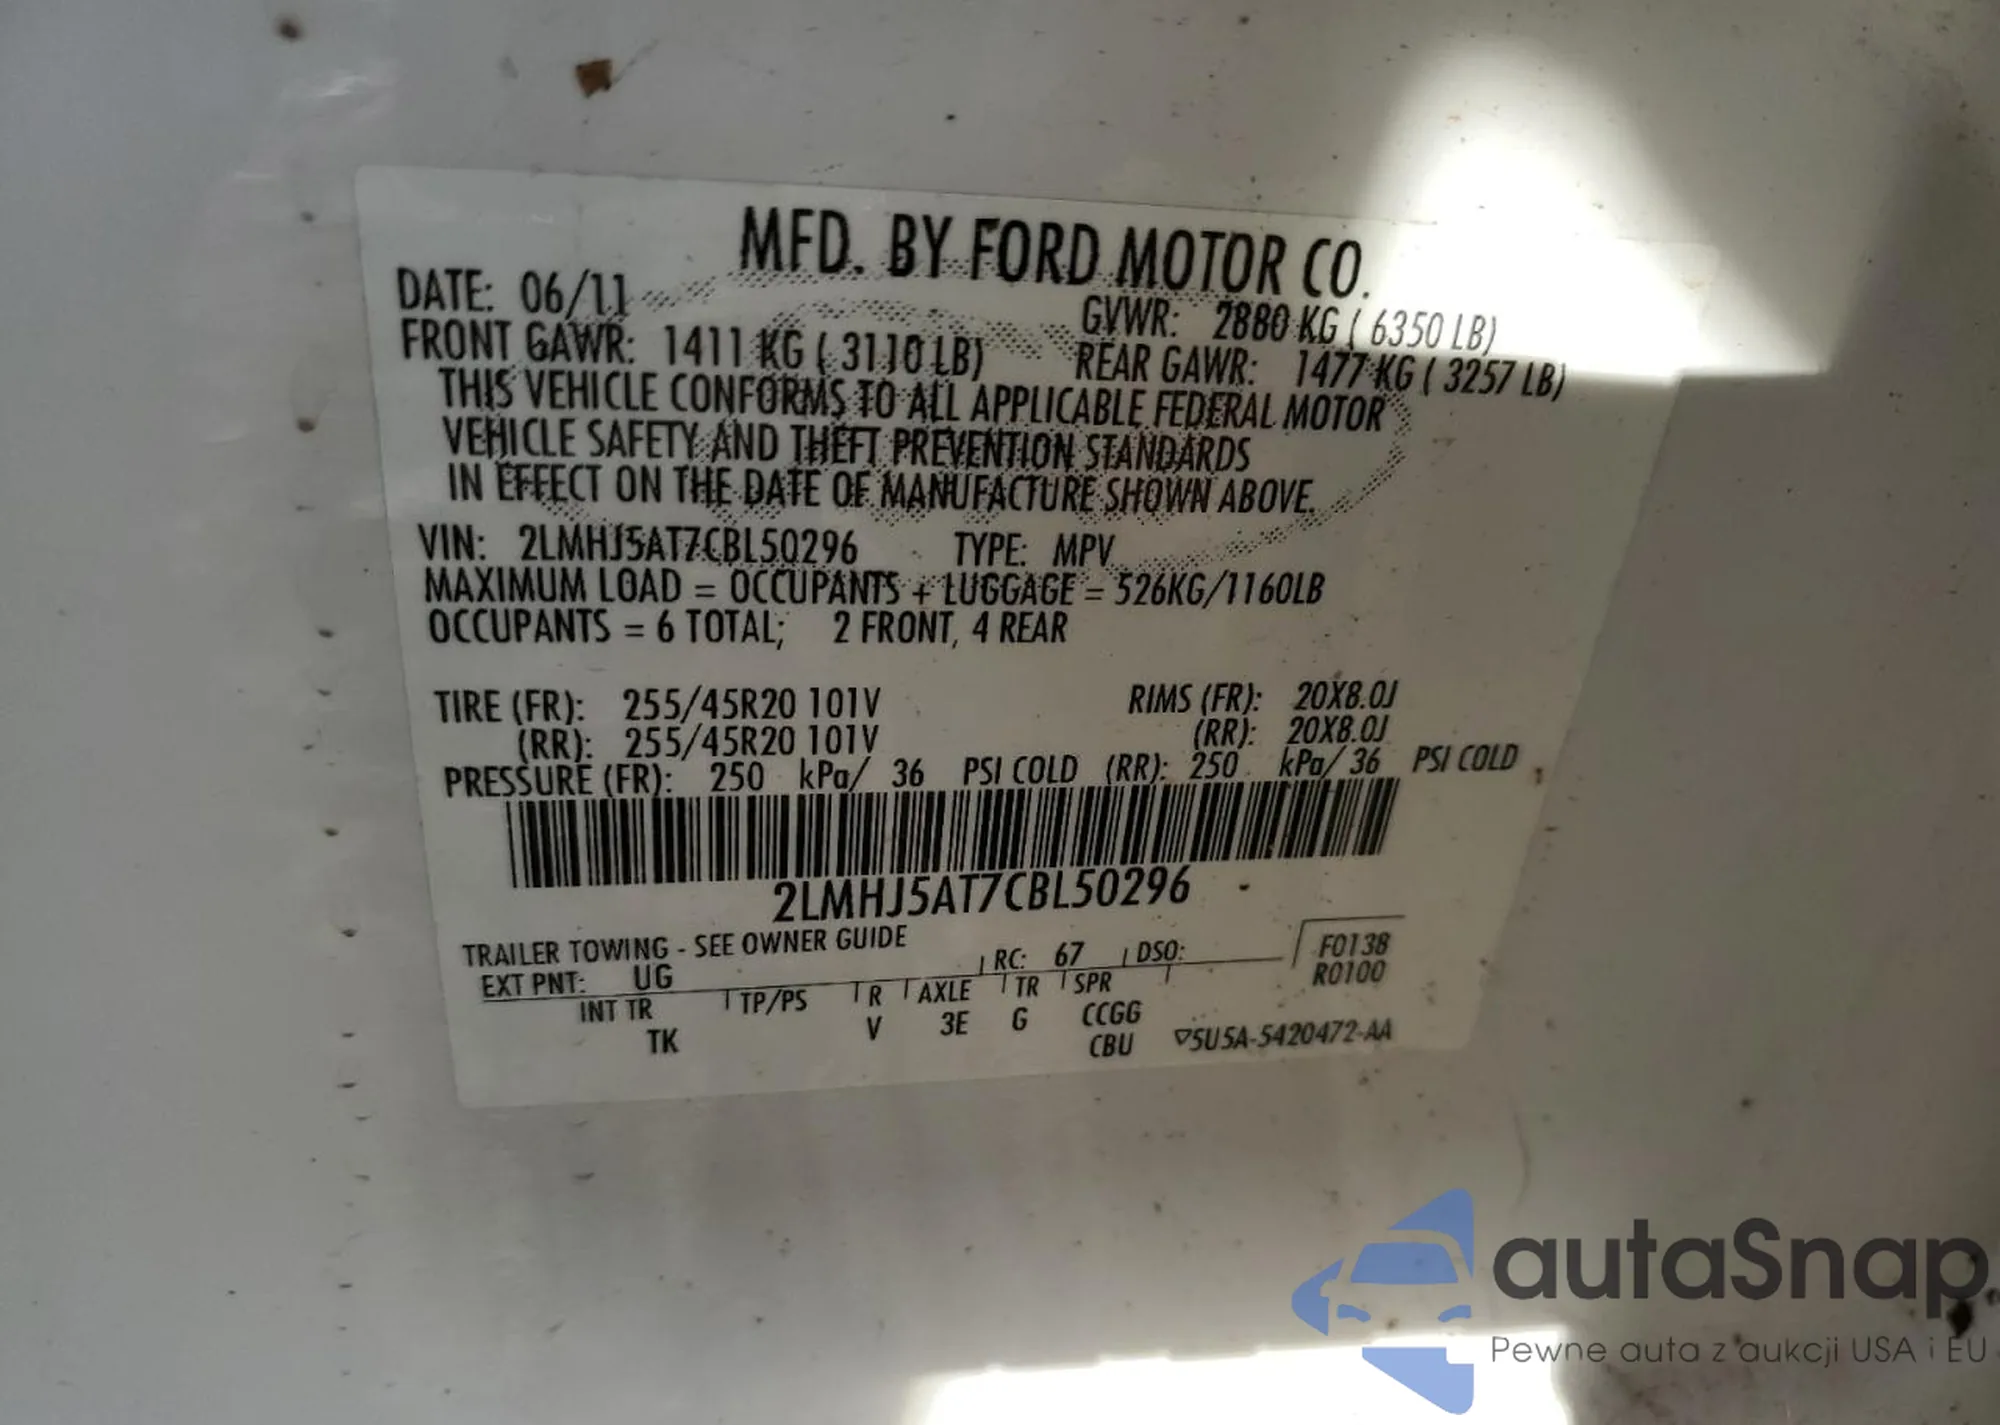 MFD. BY FORD MOTOR CO.
DATE: 06/11 GVWR: 2880 KG ( 6350 LB)
FRONT GAWR: 1411 KG ( 3110 LB) REAR GAWR: 1477 KG ( 3257 LB)
THIS VEHICLE CONFORMS TO ALL APPLICABLE FEDERAL MOTOR
VEHICLE SAFETY AND THEFT PREVENTION STANDARDS
IN EFFECT ON THE DATE OF MANUFACTURE SHOWN ABOVE.
VIN: 2LMHJ5AT7CBL50296 TYPE: MPV
MAXIMUM LOAD = OCCUPANTS + LUGGAGE = 526KG/1160LB
OCCUPANTS = 6 TOTAL; 2 FRONT, 4 REAR
TIRE (FR): 255/45R20 101V RIMS (FR): 20X8.0J
(RR): 255/45R20 101V (RR): 20X8.0J
PRESSURE (FR): 250 kPa/ 36 PSI COLD (RR): 250 kPa/ 36 PSI COLD
2LMHJ5AT7CBL50296
TRAILER TOWING - SEE OWNER GUIDE
EXT PNT: UG RC: 67 DSO: F0138
R0100
INT TR TP/PS R AXLE TR SPR
TK V 3E G CCGG
CBU ▽5U5A-5420472-AA
autaSnap
Pewne auta z aukcji USA i EU